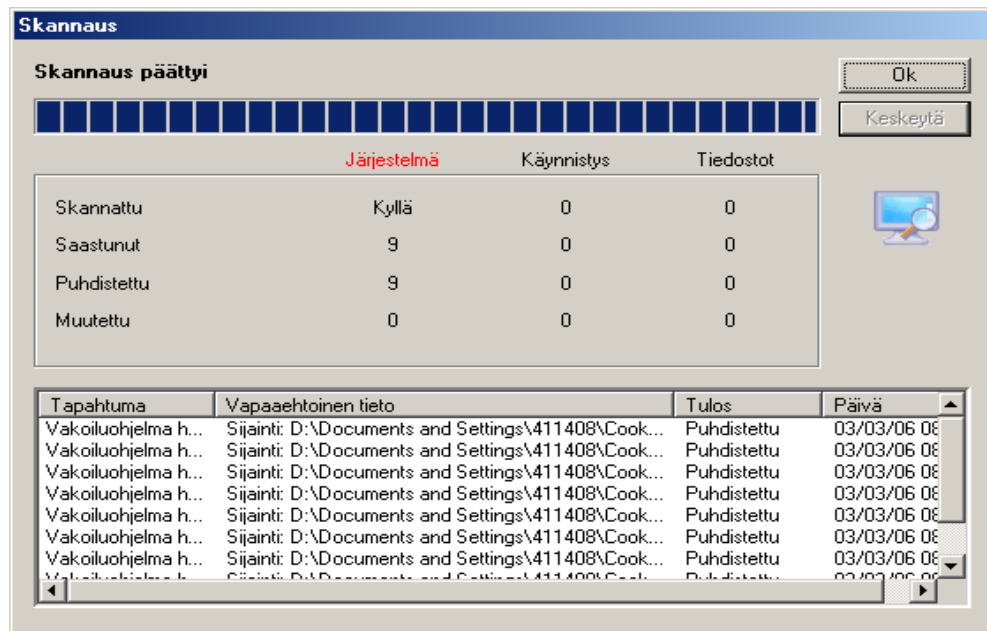 Skannaus
Skannaus päättyi
Ok
Keskeytä
Järjestelmä Käynnistys Tiedostot
Skannattu Kyllä 0 0
Saastunut 9 0 0
Puhdistettu 9 0 0
Muutettu 0 0 0
Tapahtuma Vapaaehtoinen tieto Tulos Päivä
Vakoiluohjelma h... Sijainti: D:\Documents and Settings\411408\Cook... Puhdistettu 03/03/06 08
Vakoiluohjelma h... Sijainti: D:\Documents and Settings\411408\Cook... Puhdistettu 03/03/06 08
Vakoiluohjelma h... Sijainti: D:\Documents and Settings\411408\Cook... Puhdistettu 03/03/06 08
Vakoiluohjelma h... Sijainti: D:\Documents and Settings\411408\Cook... Puhdistettu 03/03/06 08
Vakoiluohjelma h... Sijainti: D:\Documents and Settings\411408\Cook... Puhdistettu 03/03/06 08
Vakoiluohjelma h... Sijainti: D:\Documents and Settings\411408\Cook... Puhdistettu 03/03/06 08
Vakoiluohjelma h... Sijainti: D:\Documents and Settings\411408\Cook... Puhdistettu 03/03/06 08